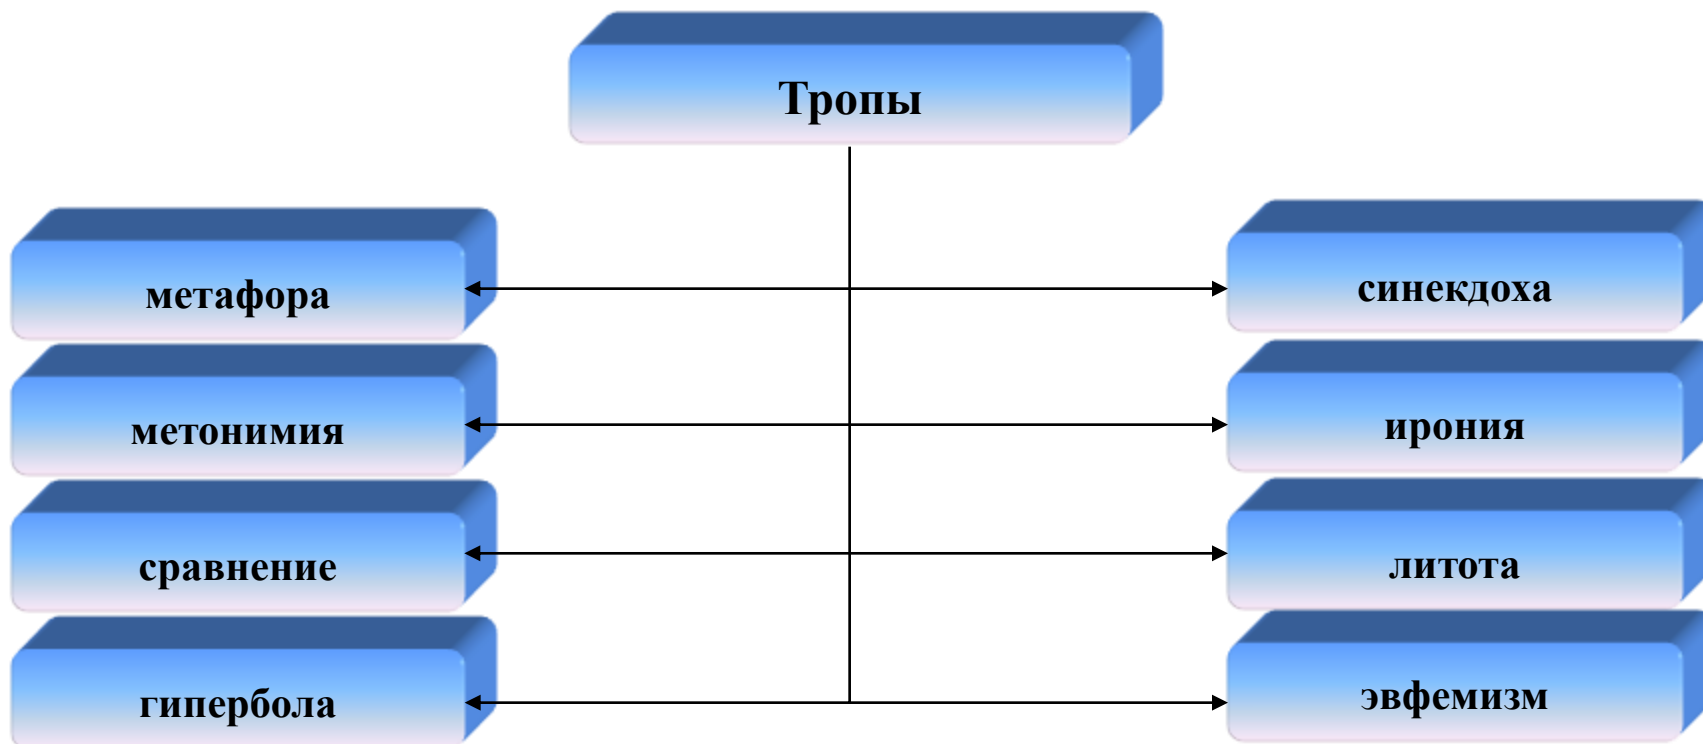 Тропы
метафора
синекдоха
метонимия
ирония
сравнение
литота
гипербола
эвфемизм